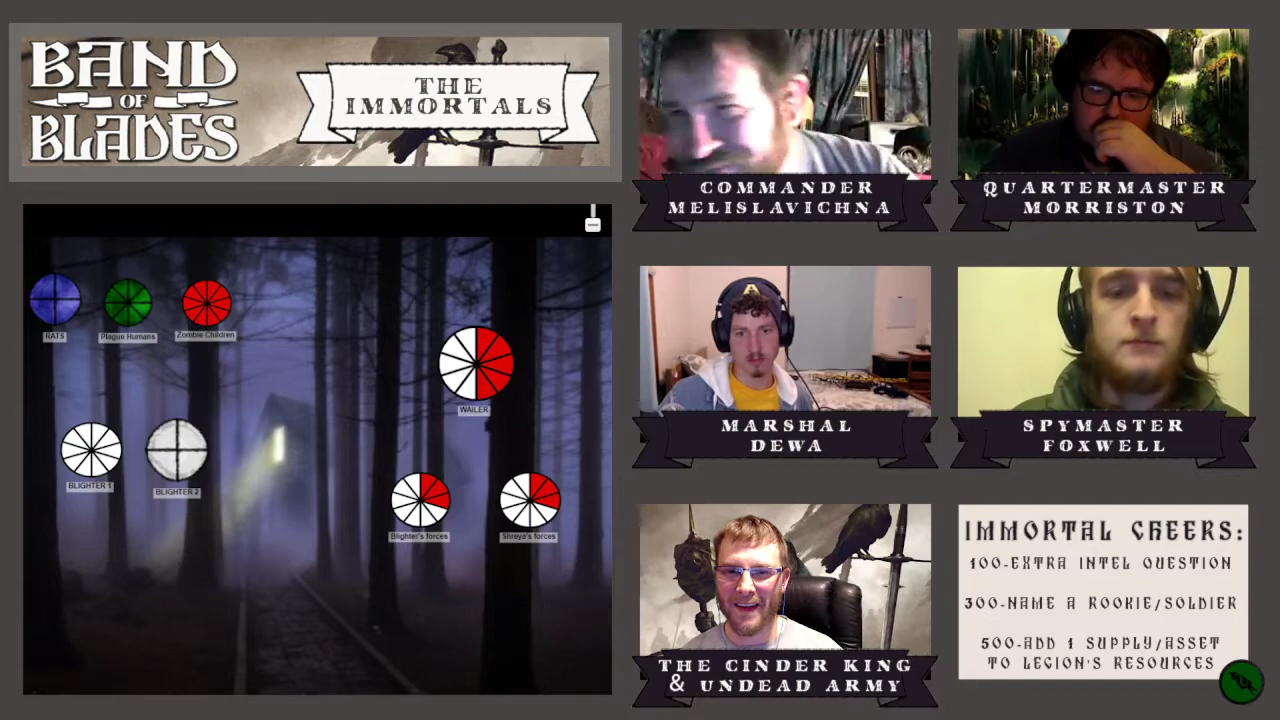 BAND
OF
BLADES
THE
IMMORTALS
COMMANDER
MELISLAVICHNA
QUARTERMASTER
MORRISTON
RATS
Plague Humans
Zombie Children
WAILER
BLIGHTER 1
BLIGHTER 2
Blighter's forces
Shreya's forces
A
MARSHAL
DEWA
SPYMASTER
FOXWELL
THE CINDER KING
& UNDEAD ARMY
IMMORTAL CHEERS:
100-EXTRA INTEL QUESTION
300-NAME A ROOKIE/SOLDIER
500-ADD 1 SUPPLY/ASSET
TO LEGION'S RESOURCES